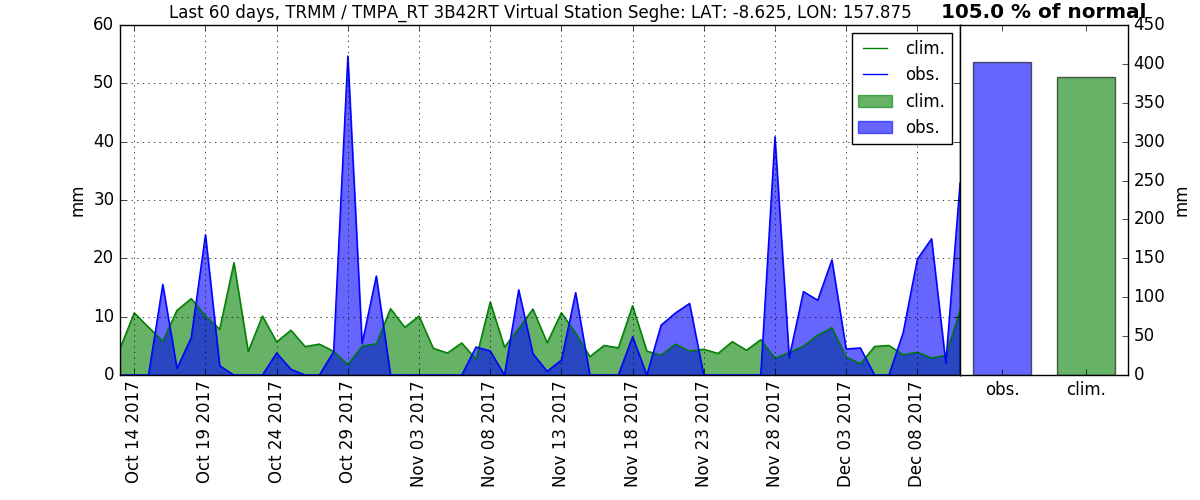 Last 60 days, TRMM / TMPA_RT 3B42RT Virtual Station Seghe: LAT: -8.625, LON: 157.875
105.0 % of normal
60
50
40
30
20
10
0
mm
clim.
obs.
clim.
obs.
450
400
350
300
250
200
150
100
50
0
mm
obs.
clim.
Oct 14 2017
Oct 19 2017
Oct 24 2017
Oct 29 2017
Nov 03 2017
Nov 08 2017
Nov 13 2017
Nov 18 2017
Nov 23 2017
Nov 28 2017
Dec 03 2017
Dec 08 2017